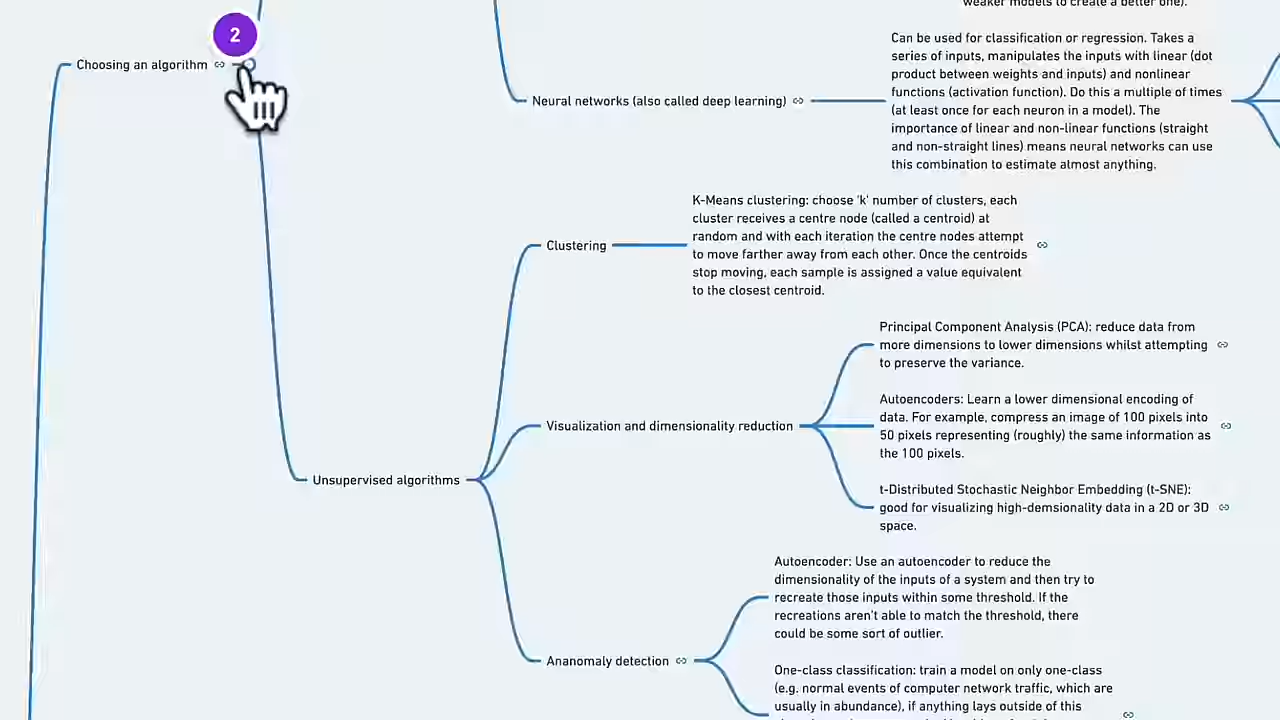 weaker models to create a better one).
2
Choosing an algorithm
Can be used for classification or regression. Takes a
series of inputs, manipulates the inputs with linear (dot
product between weights and inputs) and nonlinear
functions (activation function). Do this a multiple of times
(at least once for each neuron in a model). The
importance of linear and non-linear functions (straight
and non-straight lines) means neural networks can use
this combination to estimate almost anything.
Neural networks (also called deep learning)
K-Means clustering: choose 'k' number of clusters, each
cluster receives a centre node (called a centroid) at
random and with each iteration the centre nodes attempt
to move farther away from each other. Once the centroids
stop moving, each sample is assigned a value equivalent
to the closest centroid.
Clustering
Principal Component Analysis (PCA): reduce data from
more dimensions to lower dimensions whilst attempting
to preserve the variance.
Autoencoders: Learn a lower dimensional encoding of
data. For example, compress an image of 100 pixels into
50 pixels representing (roughly) the same information as
the 100 pixels.
Visualization and dimensionality reduction
Unsupervised algorithms
t-Distributed Stochastic Neighbor Embedding (t-SNE):
good for visualizing high-demsionality data in a 2D or 3D
space.
Autoencoder: Use an autoencoder to reduce the
dimensionality of the inputs of a system and then try to
recreate those inputs within some threshold. If the
recreations aren't able to match the threshold, there
could be some sort of outlier.
Ananomaly detection
One-class classification: train a model on only one-class
(e.g. normal events of computer network traffic, which are
usually in abundance), if anything lays outside of this